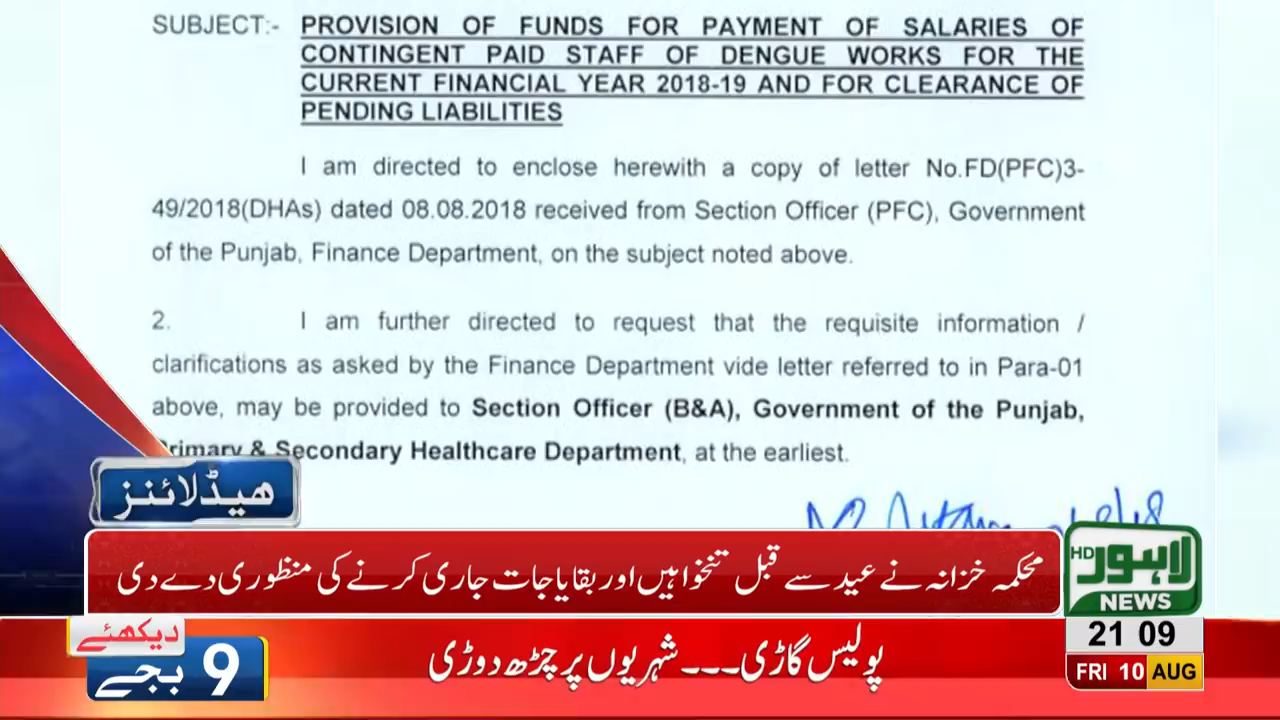 SUBJECT:- PROVISION OF FUNDS FOR PAYMENT OF SALARIES OF
CONTINGENT PAID STAFF OF DENGUE WORKS FOR THE
CURRENT FINANCIAL YEAR 2018-19 AND FOR CLEARANCE OF
PENDING LIABILITIES
I am directed to enclose herewith a copy of letter No.FD(PFC)3-
49/2018(DHAs) dated 08.08.2018 received from Section Officer (PFC), Government
of the Punjab, Finance Department, on the subject noted above.
2. I am further directed to request that the requisite information /
clarifications as asked by the Finance Department vide letter referred to in Para-01
above, may be provided to Section Officer (B&A), Government of the Punjab,
Primary & Secondary Healthcare Department, at the earliest.
ہیڈلائنز
محکمہ خزانہ نے عید سے قبل تنخواہیں اور بقایا جات جاری کرنے کی منظوری دے دی
HD
لاہور
NEWS
دیکھئے
9 بجے
پولیس گاڑی۔۔۔شہریوں پر چڑھ دوڑی
21 09
FRI 10 AUG